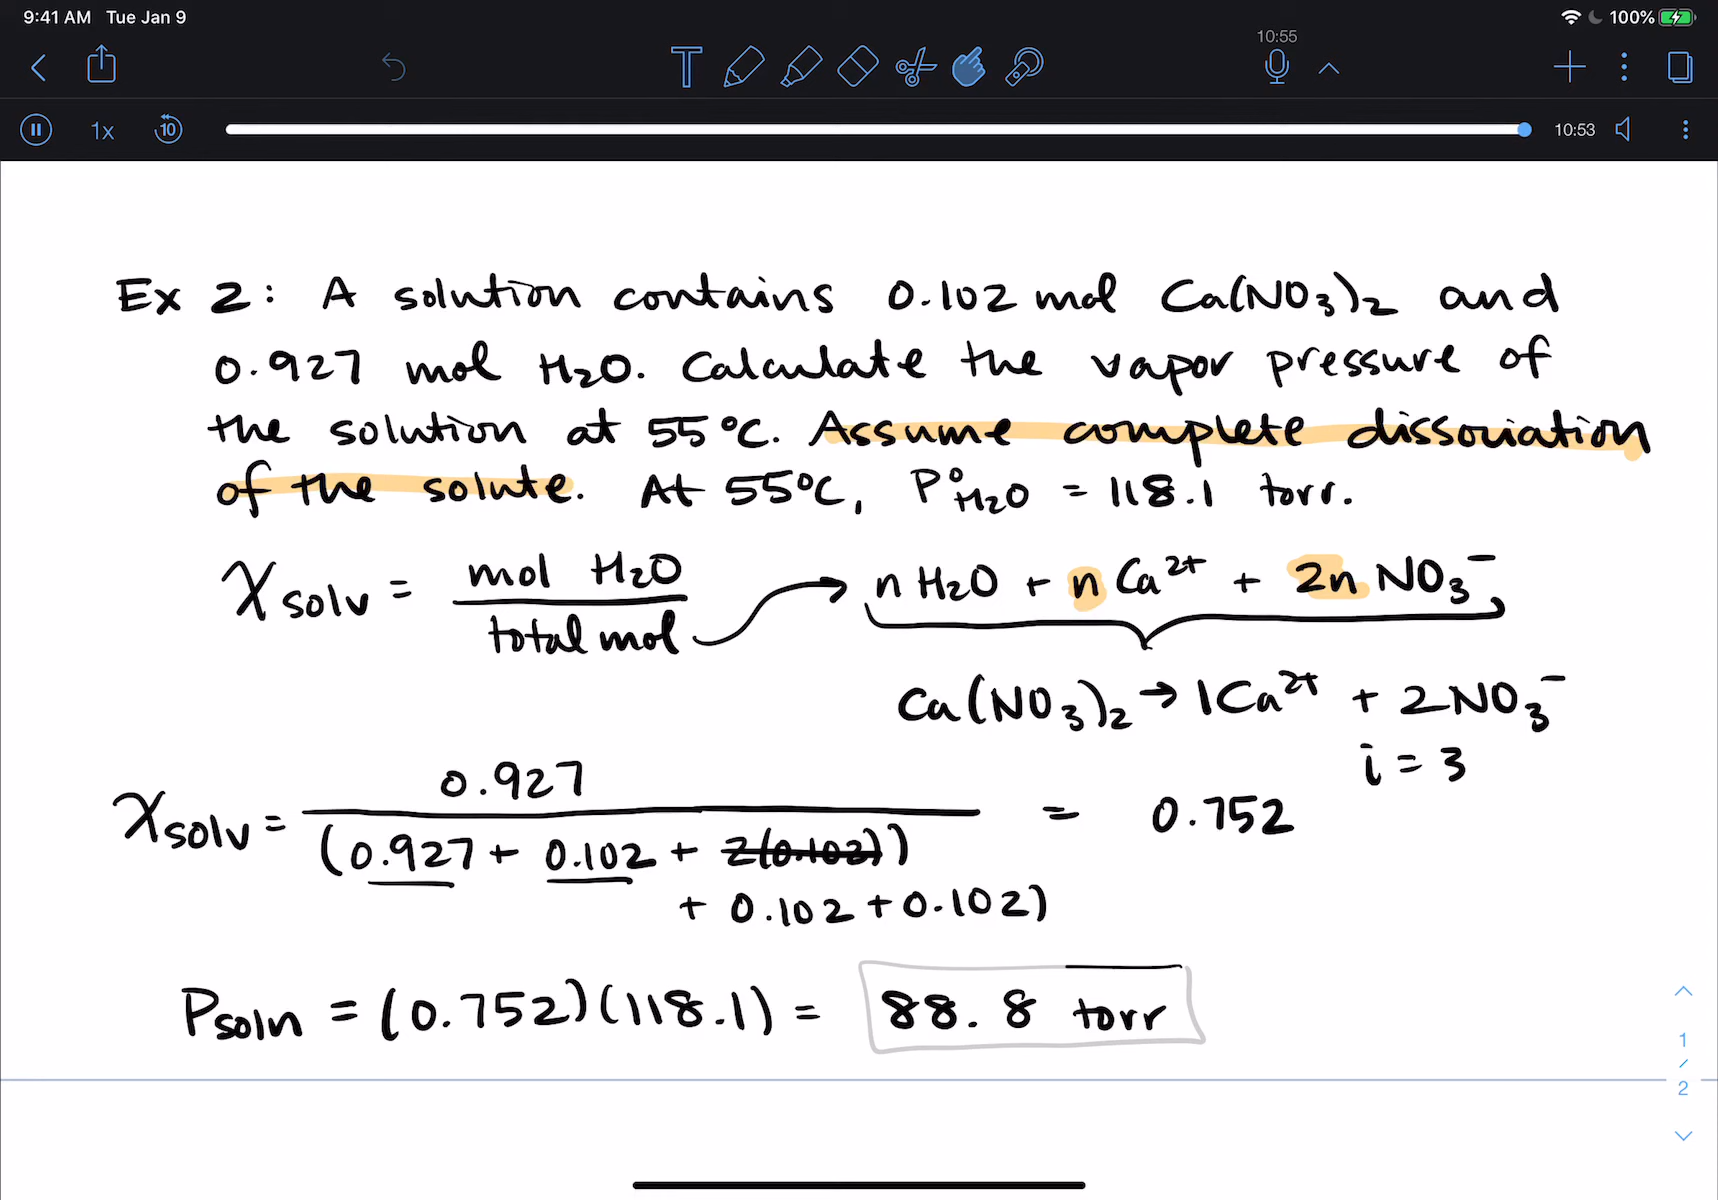 9:41 AM Tue Jan 9
100%
10:55
1x
10
10:53
Ex 2: A solution contains 0.102 mol Ca(NO₃)₂ and
0.927 mol H₂O. Calculate the vapor pressure of
the solution at 55°C. Assume complete dissociation
of the solute. At 55°C, P°H₂O = 118.1 torr.
χsolv = mol H₂O / total mol → n H₂O + n Ca²⁺ + 2n NO₃⁻
Ca(NO₃)₂ → 1Ca²⁺ + 2NO₃⁻
i = 3
χsolv = 0.927 / (0.927 + 0.102 + 2(0.102)) = 0.752
+ 0.102 + 0.102)
Psoln = (0.752)(118.1) = 88.8 torr
1
/
2